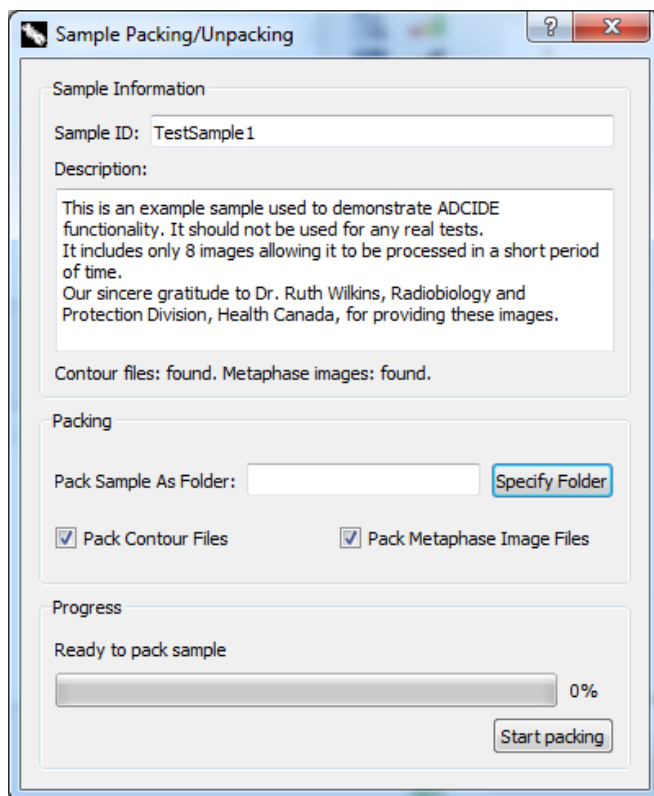 Sample Packing/Unpacking
?
X
Sample Information
Sample ID: TestSample1
Description:
This is an example sample used to demonstrate ADCIDE
functionality. It should not be used for any real tests.
It includes only 8 images allowing it to be processed in a short period
of time.
Our sincere gratitude to Dr. Ruth Wilkins, Radiobiology and
Protection Division, Health Canada, for providing these images.
Contour files: found. Metaphase images: found.
Packing
Pack Sample As Folder: Specify Folder
Pack Contour Files Pack Metaphase Image Files
Progress
Ready to pack sample
0%
Start packing